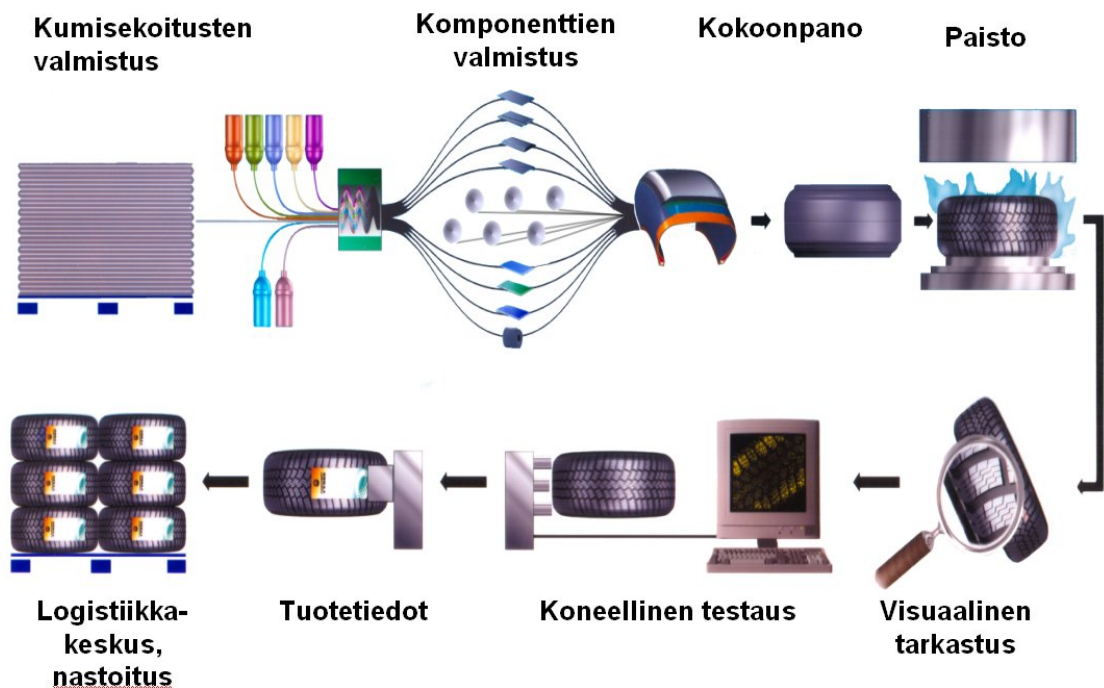 Kumisekoitusten
valmistus
Komponenttien
valmistus
Kokoonpano
Paisto
Logistiikka-
keskus,
nastoitus
Tuotetiedot
Koneellinen testaus
Visuaalinen
tarkastus